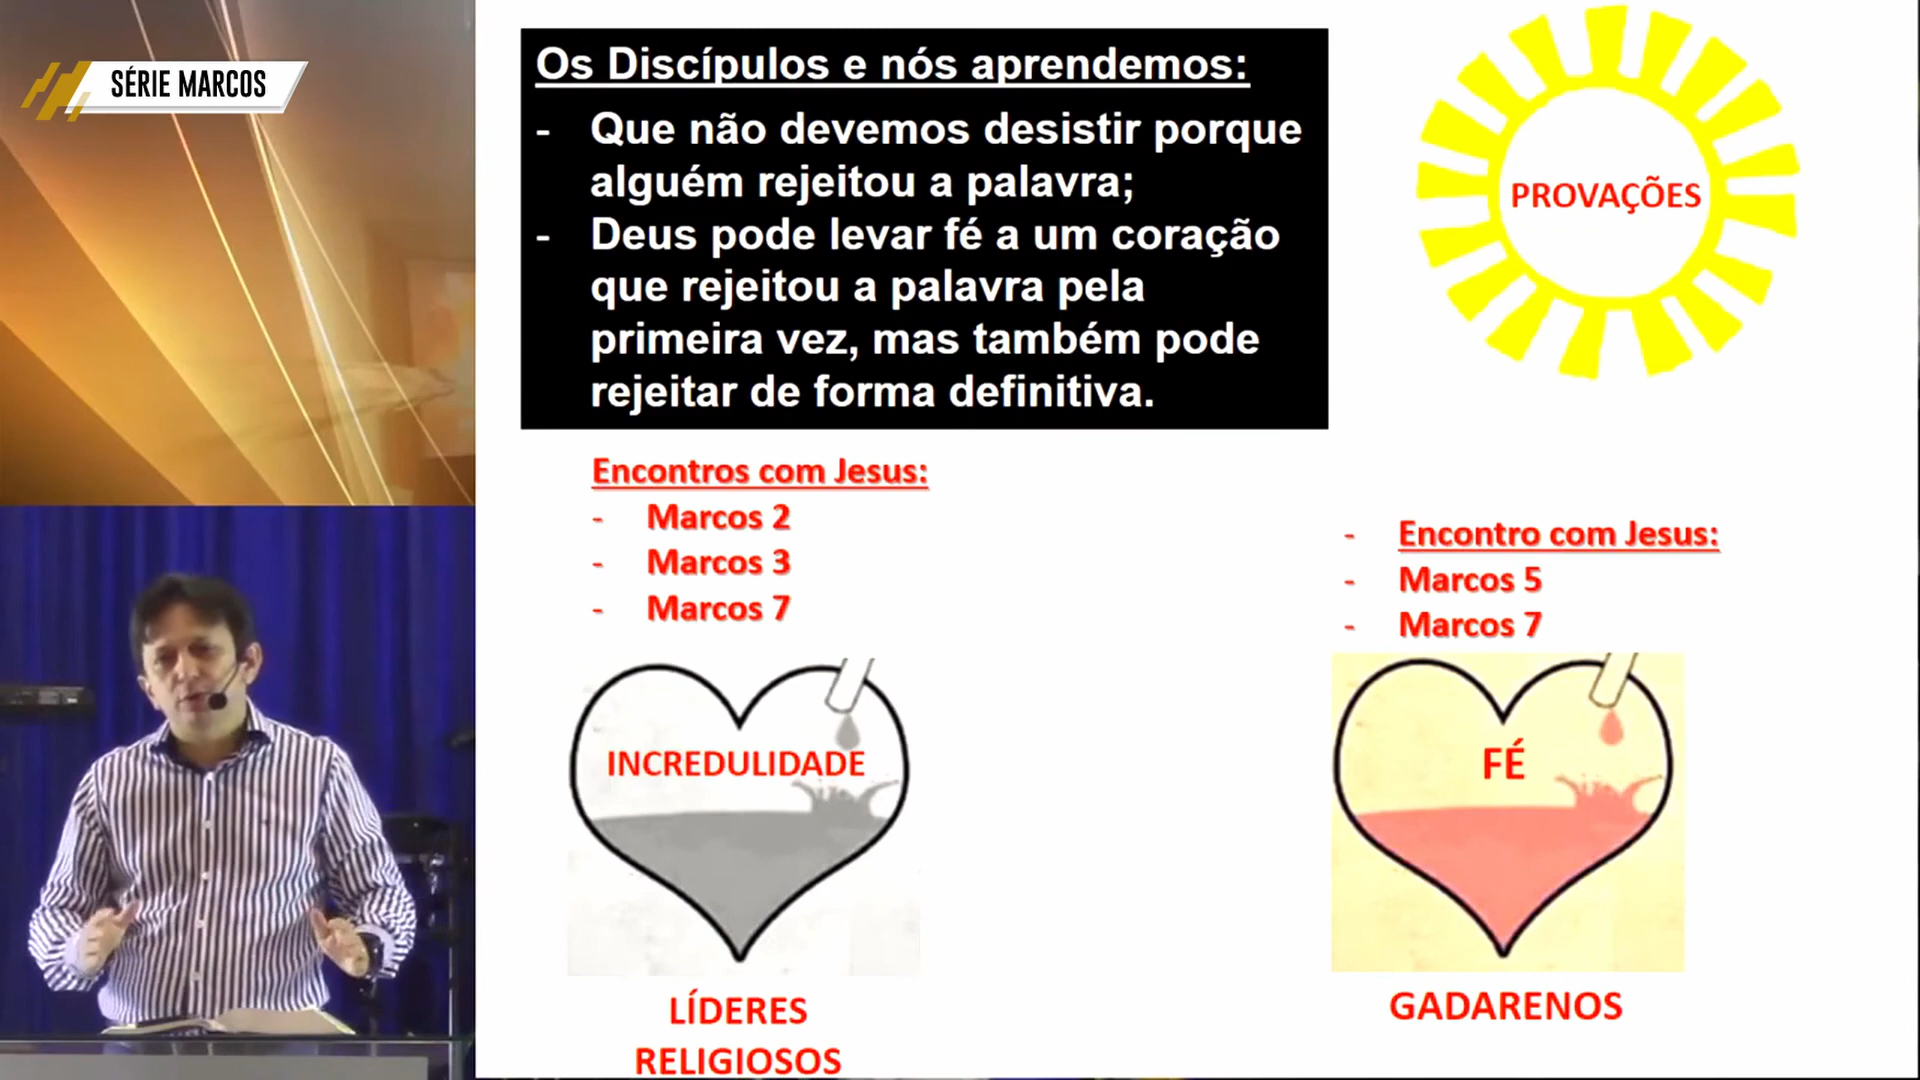 SÉRIE MARCOS
Os Discípulos e nós aprendemos:
- Que não devemos desistir porque
alguém rejeitou a palavra;
- Deus pode levar fé a um coração
que rejeitou a palavra pela
primeira vez, mas também pode
rejeitar de forma definitiva.
PROVAÇÕES
Encontros com Jesus:
- Marcos 2
- Marcos 3
- Marcos 7
INCREDULIDADE
LÍDERES
RELIGIOSOS
- Encontro com Jesus:
- Marcos 5
- Marcos 7
FÉ
GADARENOS